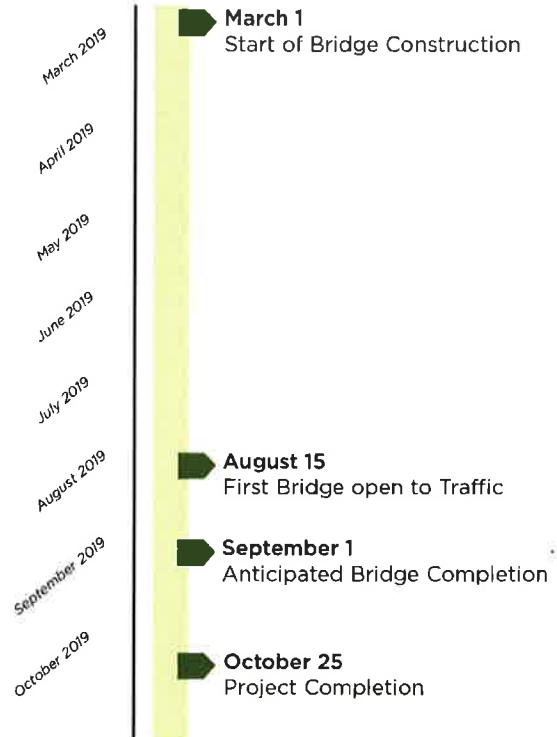 March 2019
March 1
Start of Bridge Construction
April 2019
May 2019
June 2019
July 2019
August 2019
August 15
First Bridge open to Traffic
September 2019
September 1
Anticipated Bridge Completion
October 2019
October 25
Project Completion